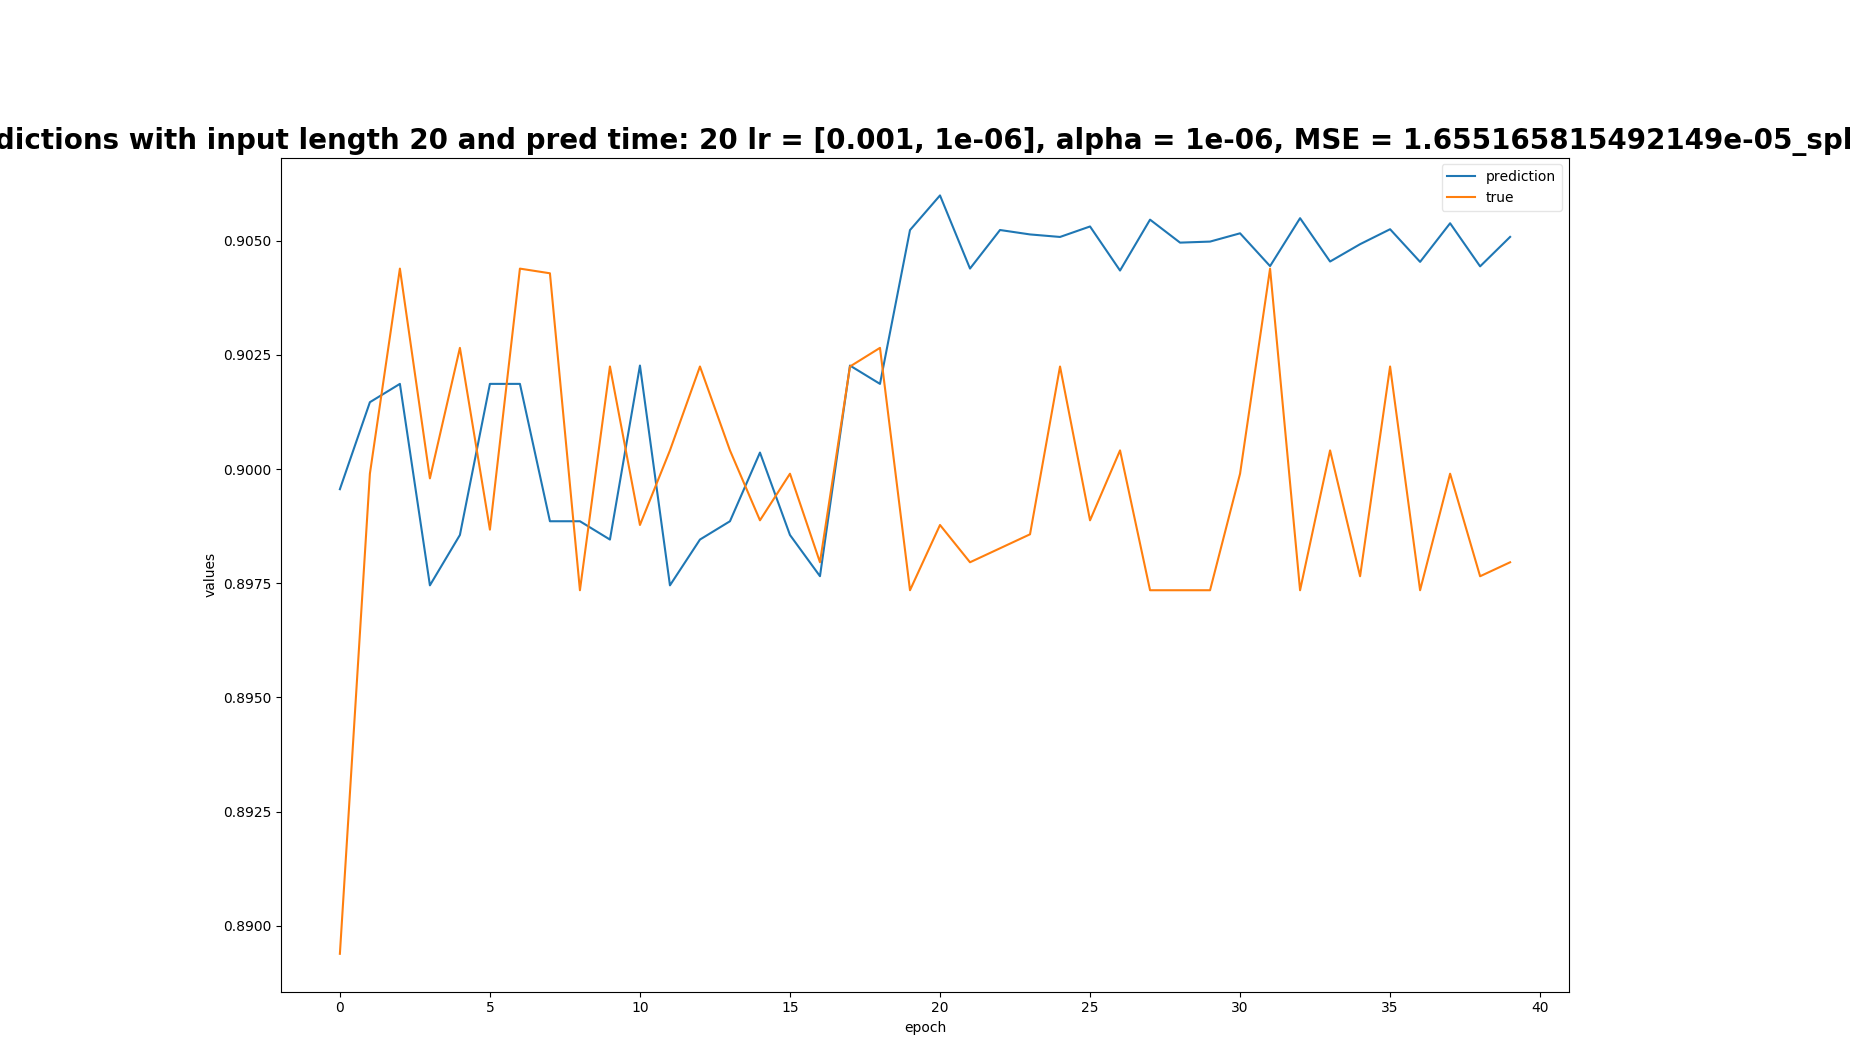 dictions with input length 20 and pred time: 20 lr = [0.001, 1e-06], alpha = 1e-06, MSE = 1.655165815492149e-05_spl
prediction
true
0.9050
0.9025
0.9000
0.8975
0.8950
0.8925
0.8900
values
0 5 10 15 20 25 30 35 40
epoch